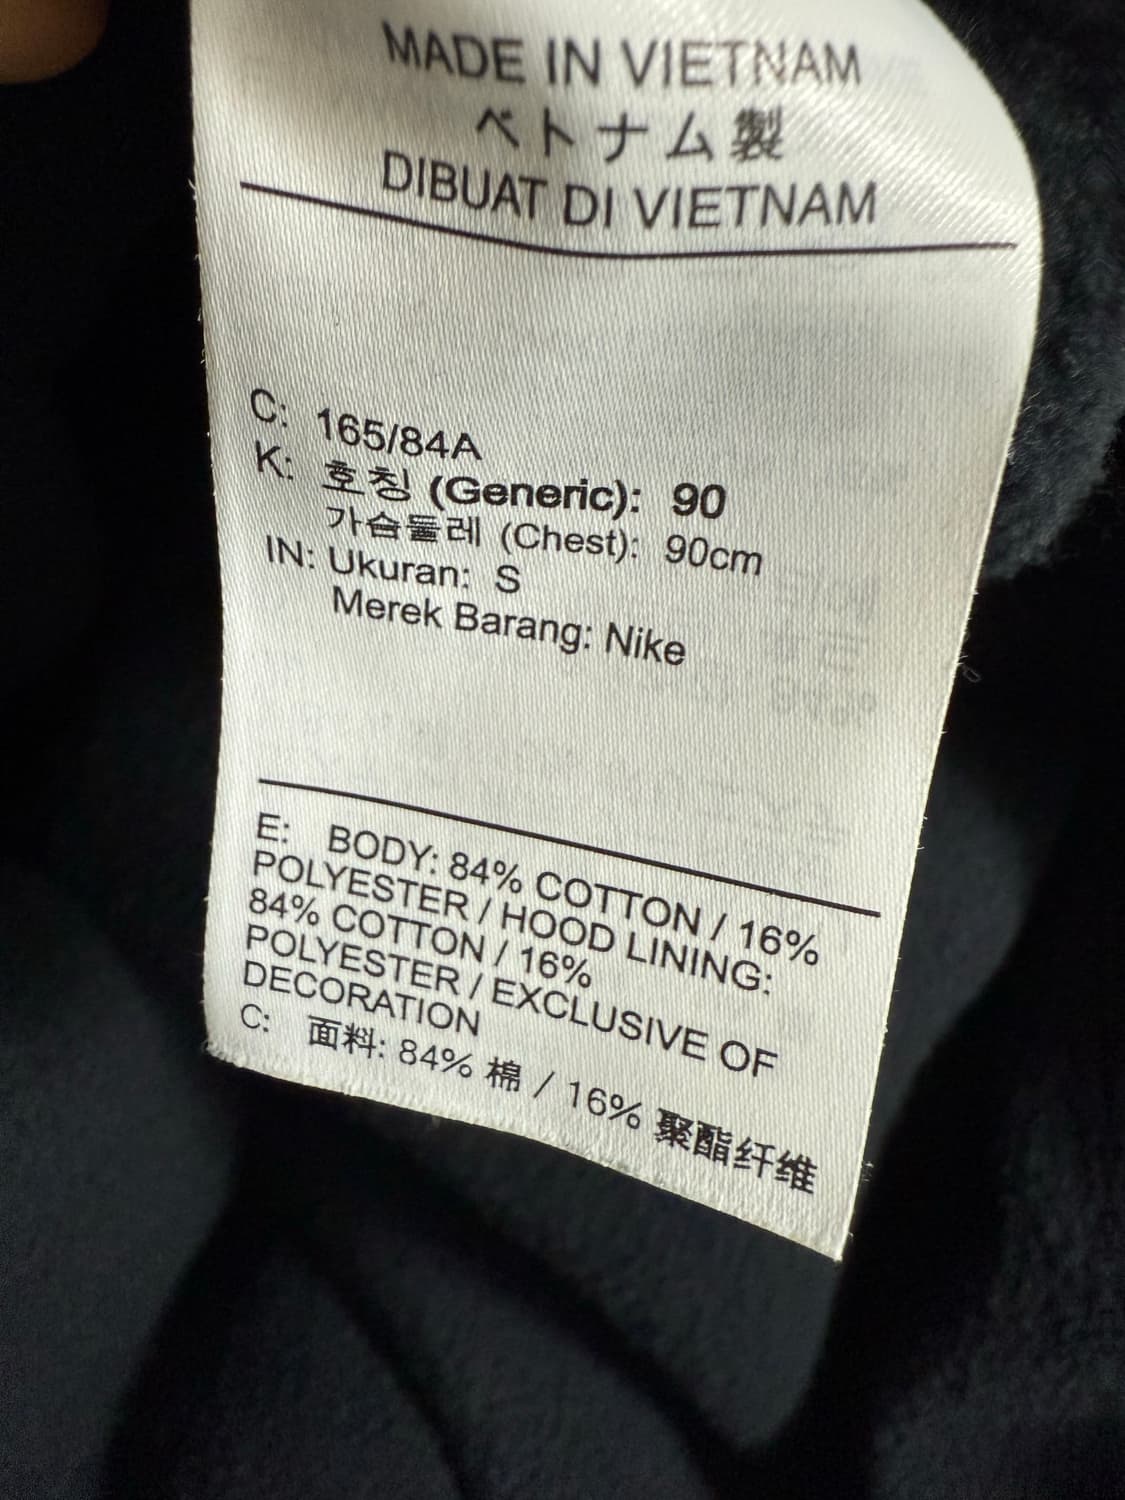 MADE IN VIETNAM
ベトナム製
DIBUAT DI VIETNAM
C: 165/84A
K: 호칭 (Generic): 90
가슴둘레 (Chest): 90cm
IN: Ukuran: S
Merek Barang: Nike
E: BODY: 84% COTTON / 16%
POLYESTER / HOOD LINING:
84% COTTON / 16%
POLYESTER / EXCLUSIVE OF
DECORATION
C: 面料: 84% 棉 / 16% 聚酯纤维